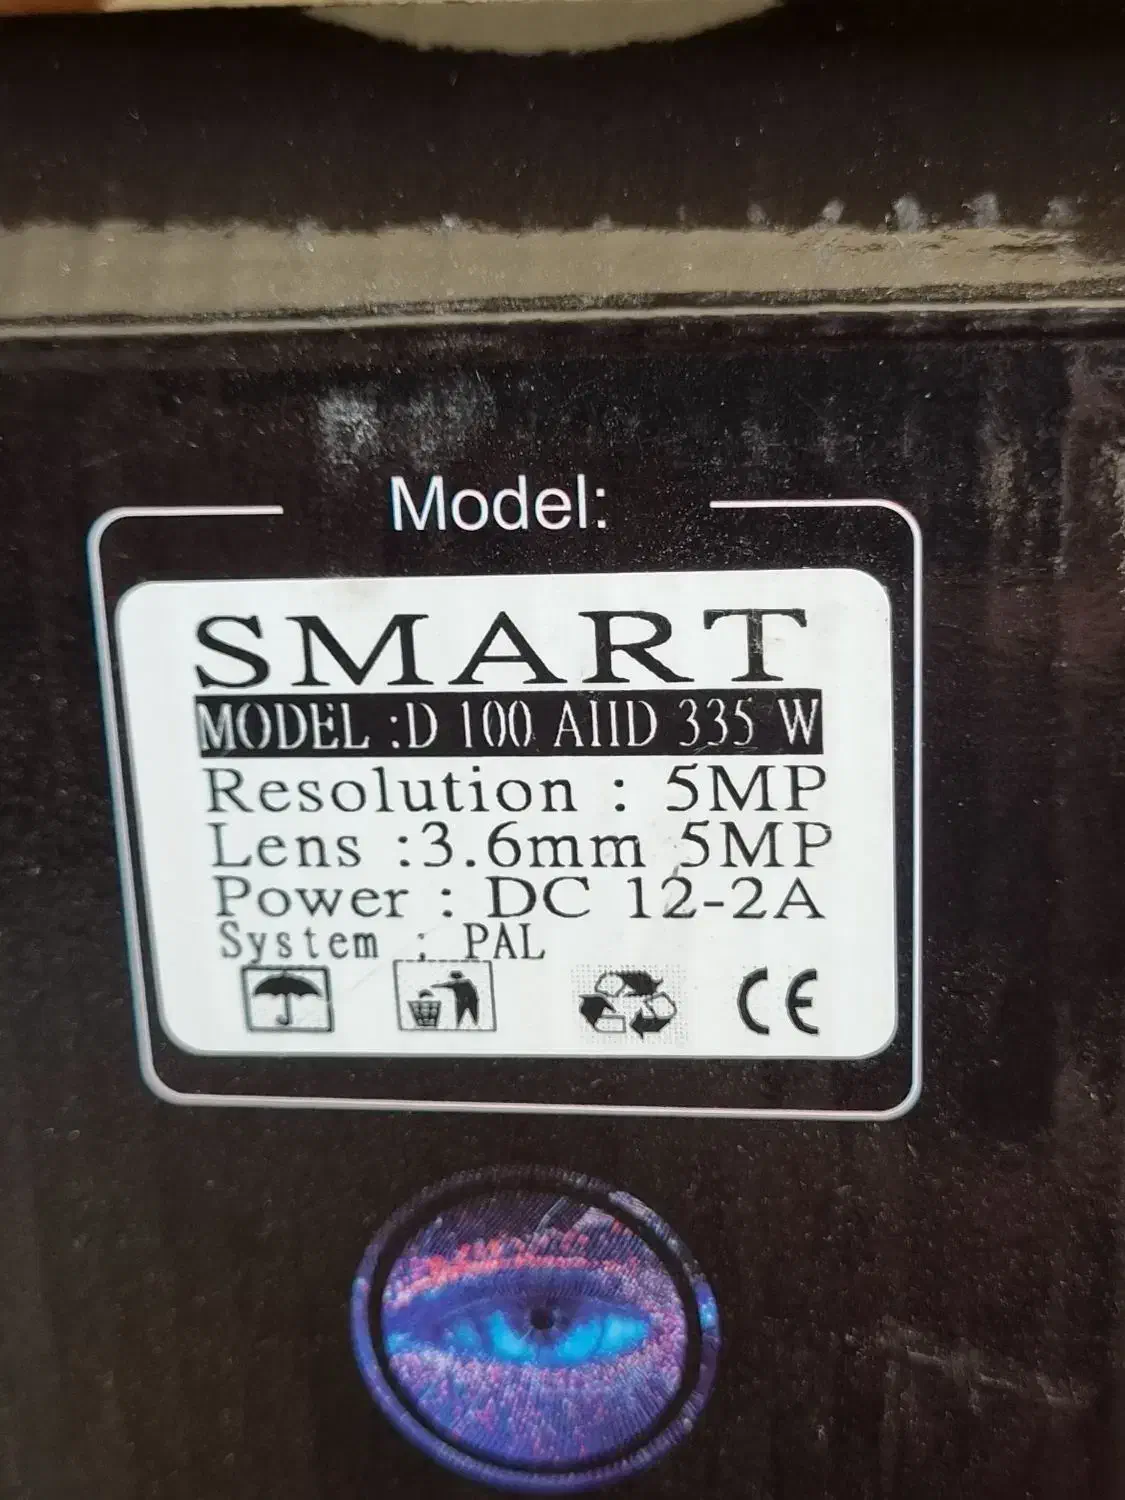 Model:
SMART
MODEL :D 100 AIID 335 W
Resolution : 5MP
Lens :3.6mm 5MP
Power : DC 12-2A
System : PAL
CE